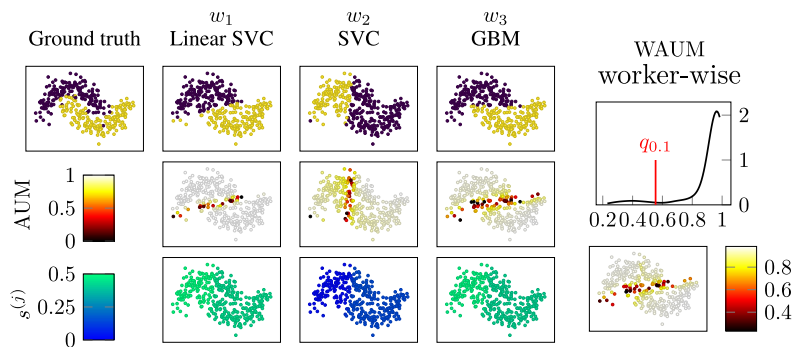 w₁ w₂ w₃
Ground truth Linear SVC SVC GBM
WAUM
worker-wise
q₀.₁
2
1
0
0.2 0.4 0.6 0.8 1
AUM
1
0.5
0
s⁽ʲ⁾
0.5
0.25
0
0.8
0.6
0.4